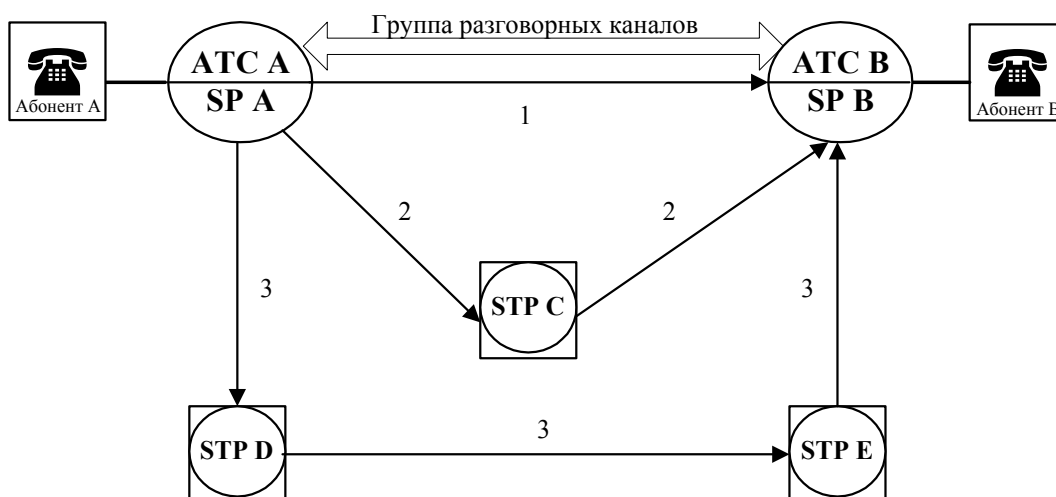 Группа разговорных каналов
АТС А
SP A
АТС В
SP B
Абонент А
Абонент В
1
2
2
STP C
3
3
STP D
3
STP E